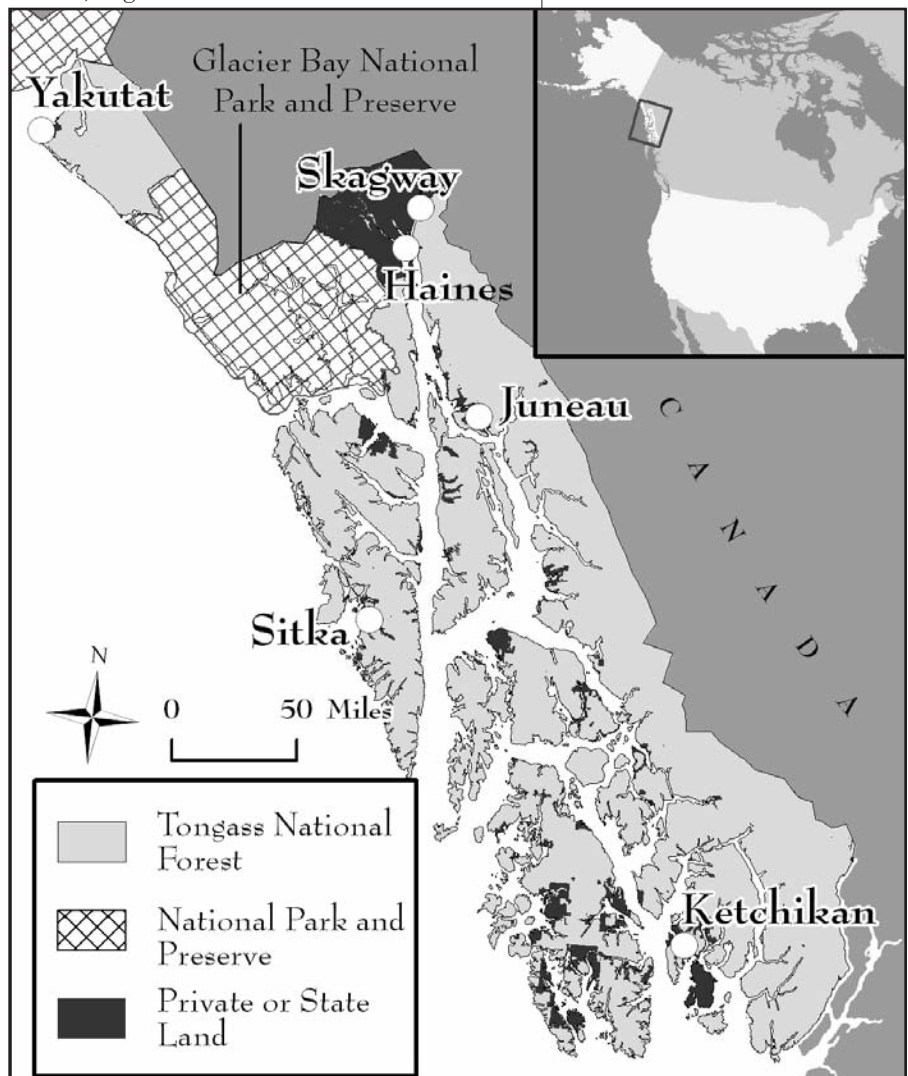 Glacier Bay National
Park and Preserve
Yakutat
Skagway
Haines
Juneau
CANADA
Sitka
N
0 50 Miles
Ketchikan
Tongass National
Forest
National Park and
Preserve
Private or State
Land